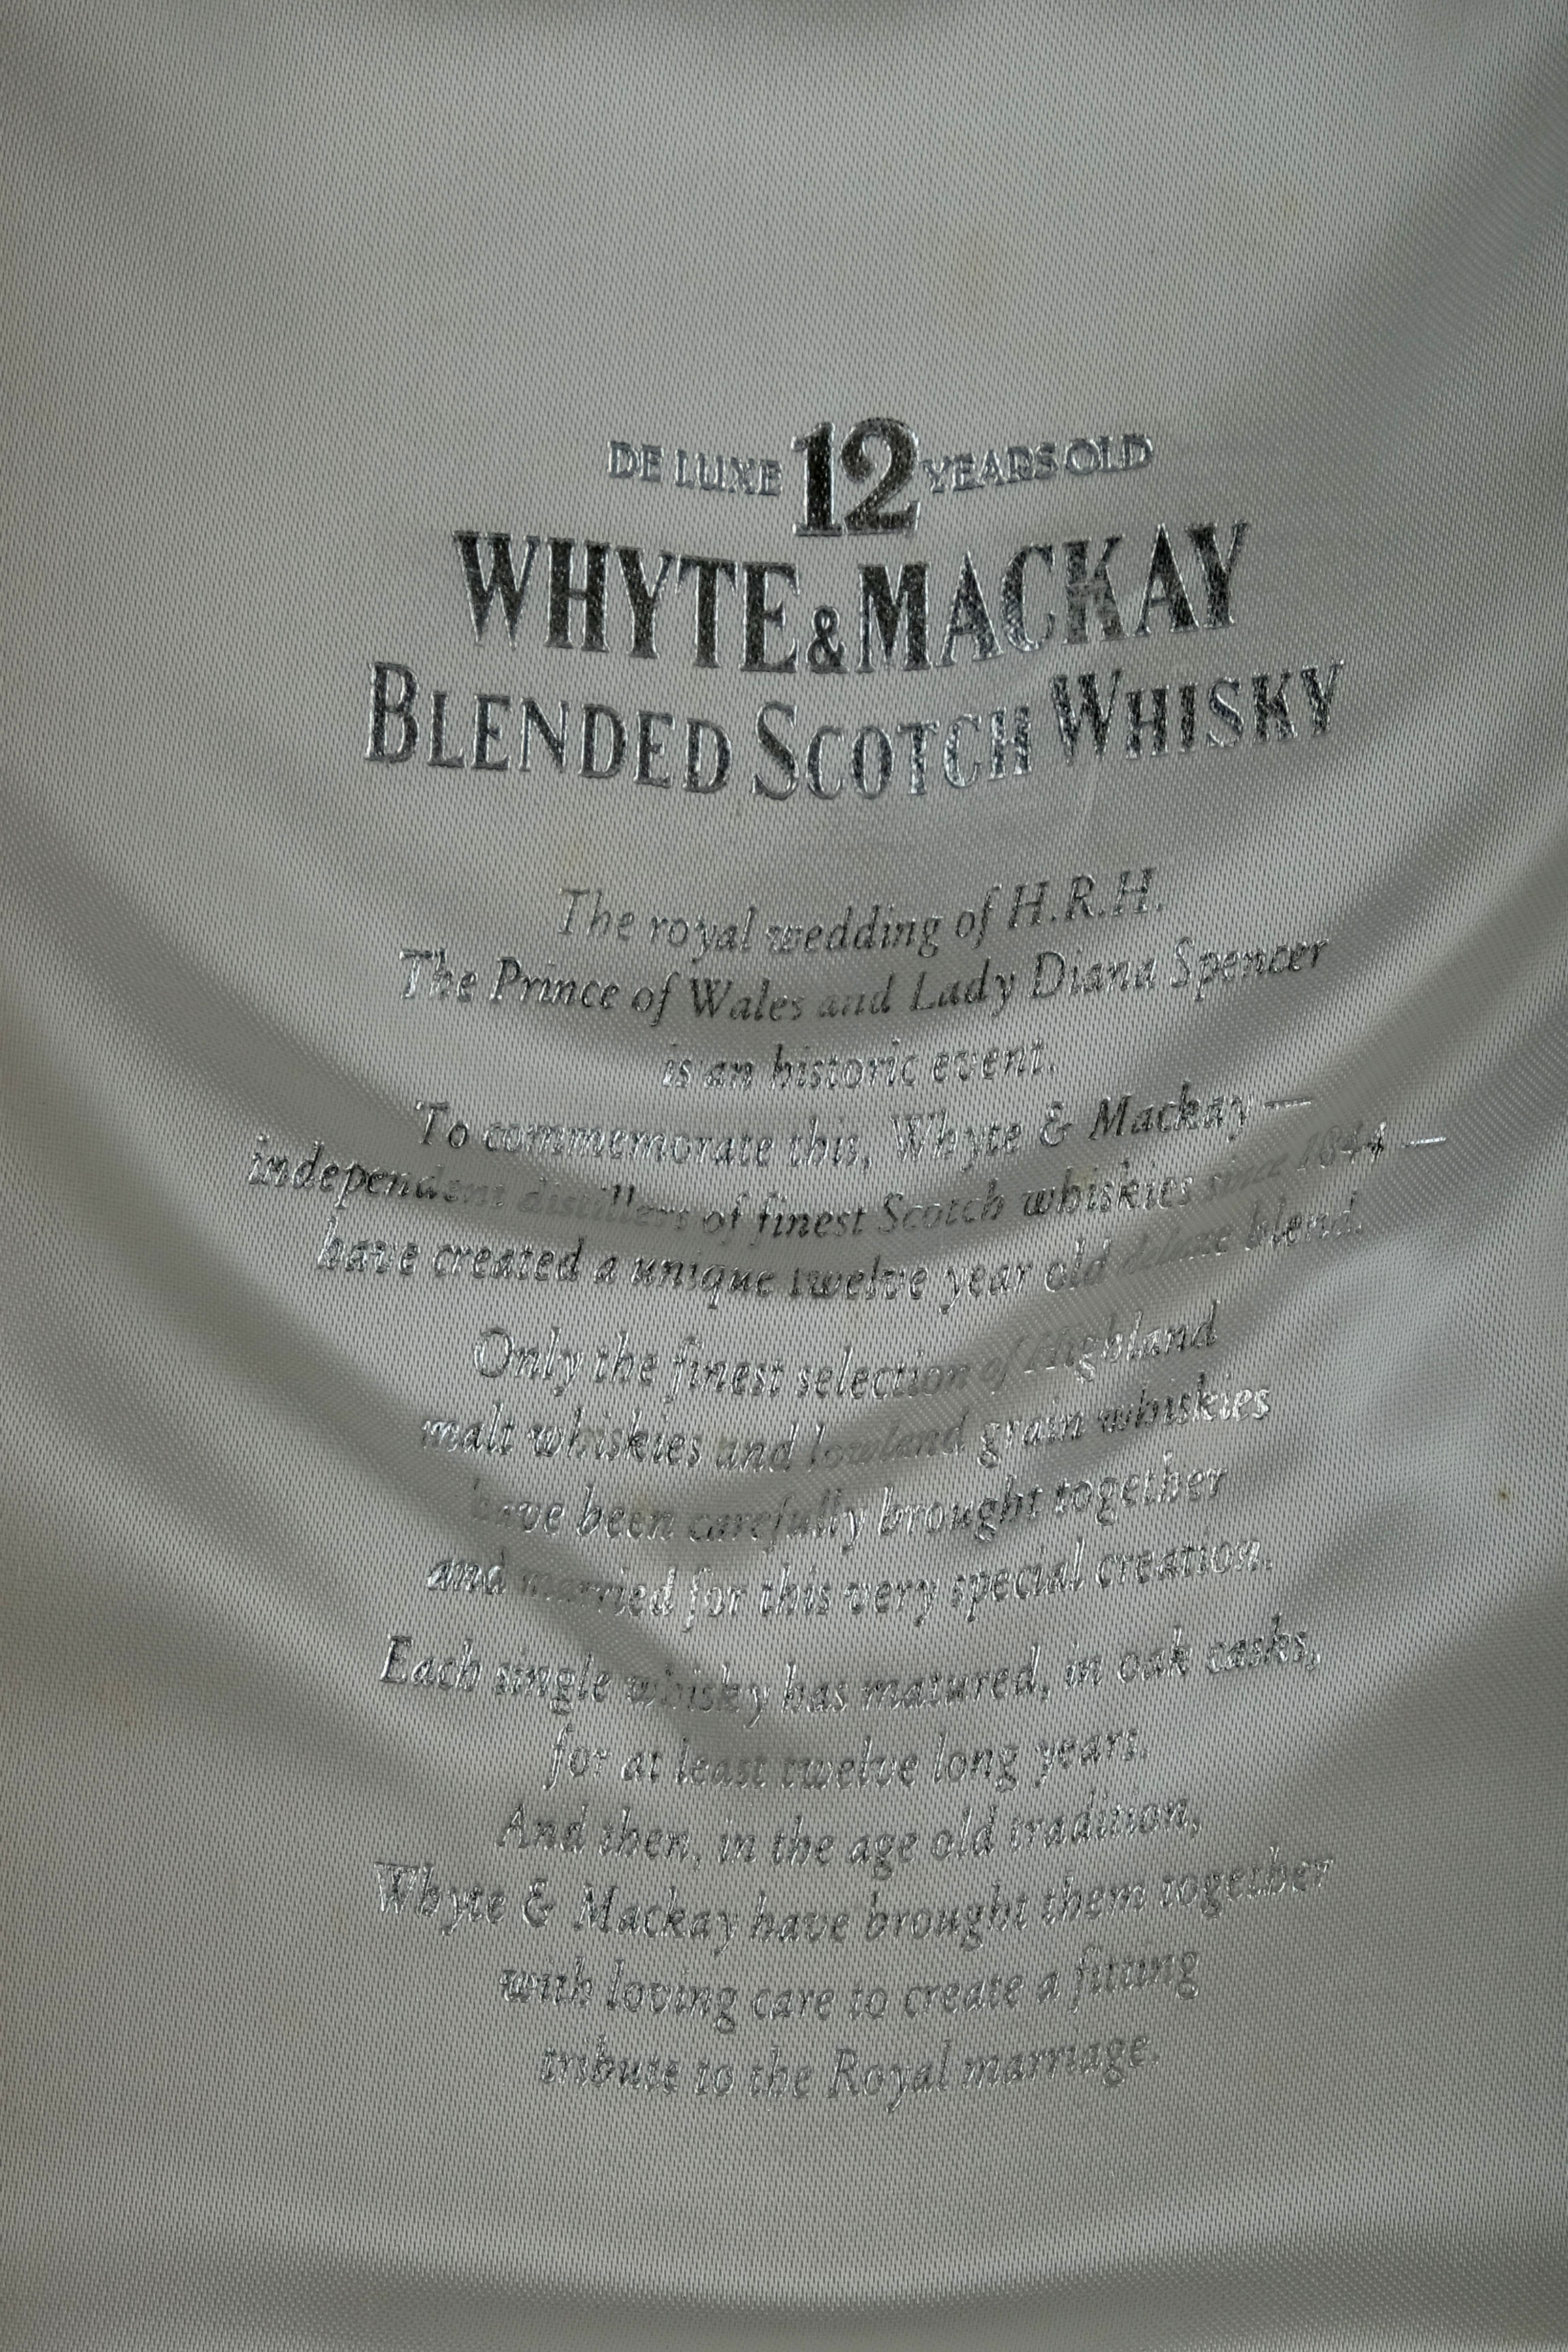 DE LUXE 12 YEARS OLD
WHYTE & MACKAY
BLENDED SCOTCH WHISKY
The royal wedding of H.R.H.
The Prince of Wales and Lady Diana Spencer
is an historic event.
To commemorate this, Whyte & Mackay —
independent distillers of finest Scotch whiskies since 1844 —
have created a unique twelve year old deluxe blend.
Only the finest selection of Highland
malt whiskies and lowland grain whiskies
have been carefully brought together
and married for this very special creation.
Each single whisky has matured, in oak casks,
for at least twelve long years.
And then, in the age old tradition,
Whyte & Mackay have brought them together
with loving care to create a fitting
tribute to the Royal marriage.